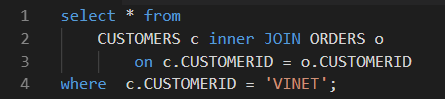 1 select * from
2 CUSTOMERS c inner JOIN ORDERS o
3 on c.CUSTOMERID = o.CUSTOMERID
4 where c.CUSTOMERID = 'VINET';